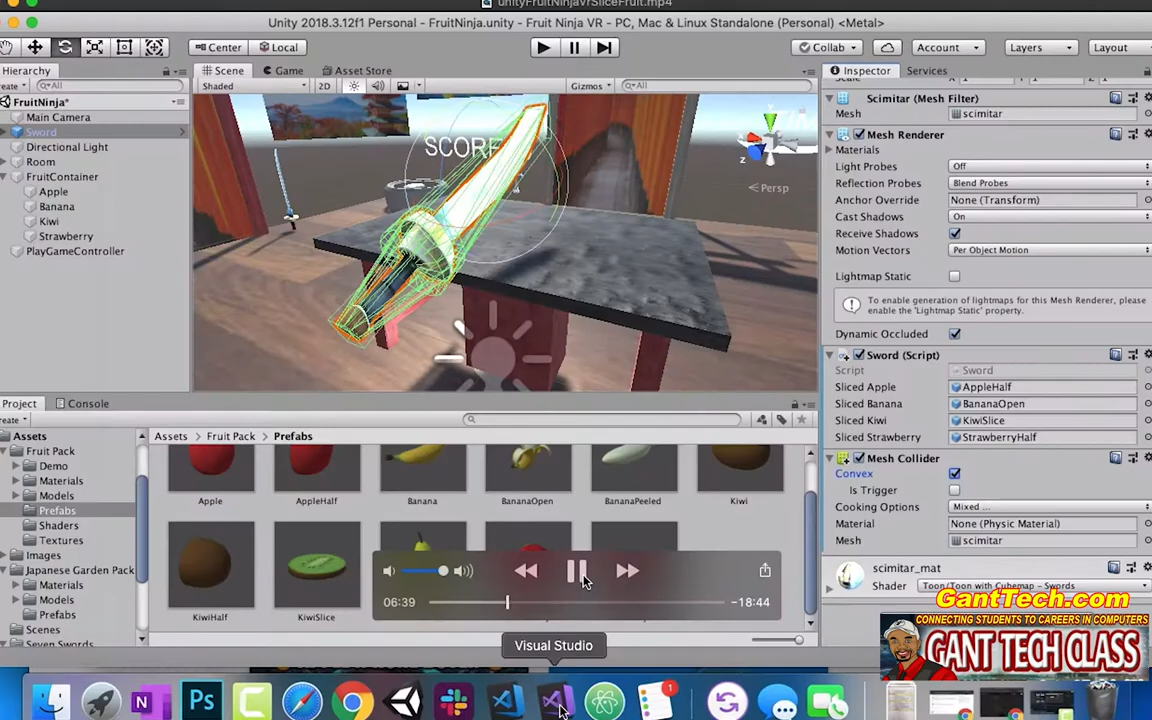 unityFruitNinjaVrSliceFruit.mp4
Unity 2018.3.12f1 Personal - FruitNinja.unity - Fruit Ninja VR - PC, Mac & Linux Standalone (Personal) <Metal>
Center
Local
Collab
Account
Layers
Layout
Hierarchy
Scene
Game
Asset Store
Inspector
Services
All
Shaded
2D
Gizmos
All
FruitNinja*
Main Camera
Sword
Directional Light
Room
FruitContainer
Apple
Banana
Kiwi
Strawberry
PlayGameController
SCORE
Y
Z
Persp
Scimitar (Mesh Filter)
Mesh
scimitar
Mesh Renderer
Materials
Light Probes
Off
Reflection Probes
Blend Probes
Anchor Override
None (Transform)
Cast Shadows
On
Receive Shadows
Motion Vectors
Per Object Motion
Lightmap Static
To enable generation of lightmaps for this Mesh Renderer, please
enable the 'Lightmap Static' property.
Dynamic Occluded
Sword (Script)
Script
Sword
Sliced Apple
AppleHalf
Sliced Banana
BananaOpen
Sliced Kiwi
KiwiSlice
Sliced Strawberry
StrawberryHalf
Mesh Collider
Convex
Is Trigger
Cooking Options
Mixed ...
Material
None (Physic Material)
Mesh
scimitar
scimitar_mat
Shader
Toon/Toon with Cubemap - Swords
Project
Console
Assets
Fruit Pack
Demo
Materials
Models
Prefabs
Shaders
Textures
Images
Japanese Garden Pack
Materials
Models
Prefabs
Scenes
Seven Swords
Assets
Fruit Pack
Prefabs
Apple
AppleHalf
Banana
BananaOpen
BananaPeeled
Kiwi
KiwiHalf
KiwiSlice
06:39
-18:44
Visual Studio
GantTech.com
CONNECTING STUDENTS TO CAREERS IN COMPUTERS
GANT TECH CLASS
N
Ps
C
1